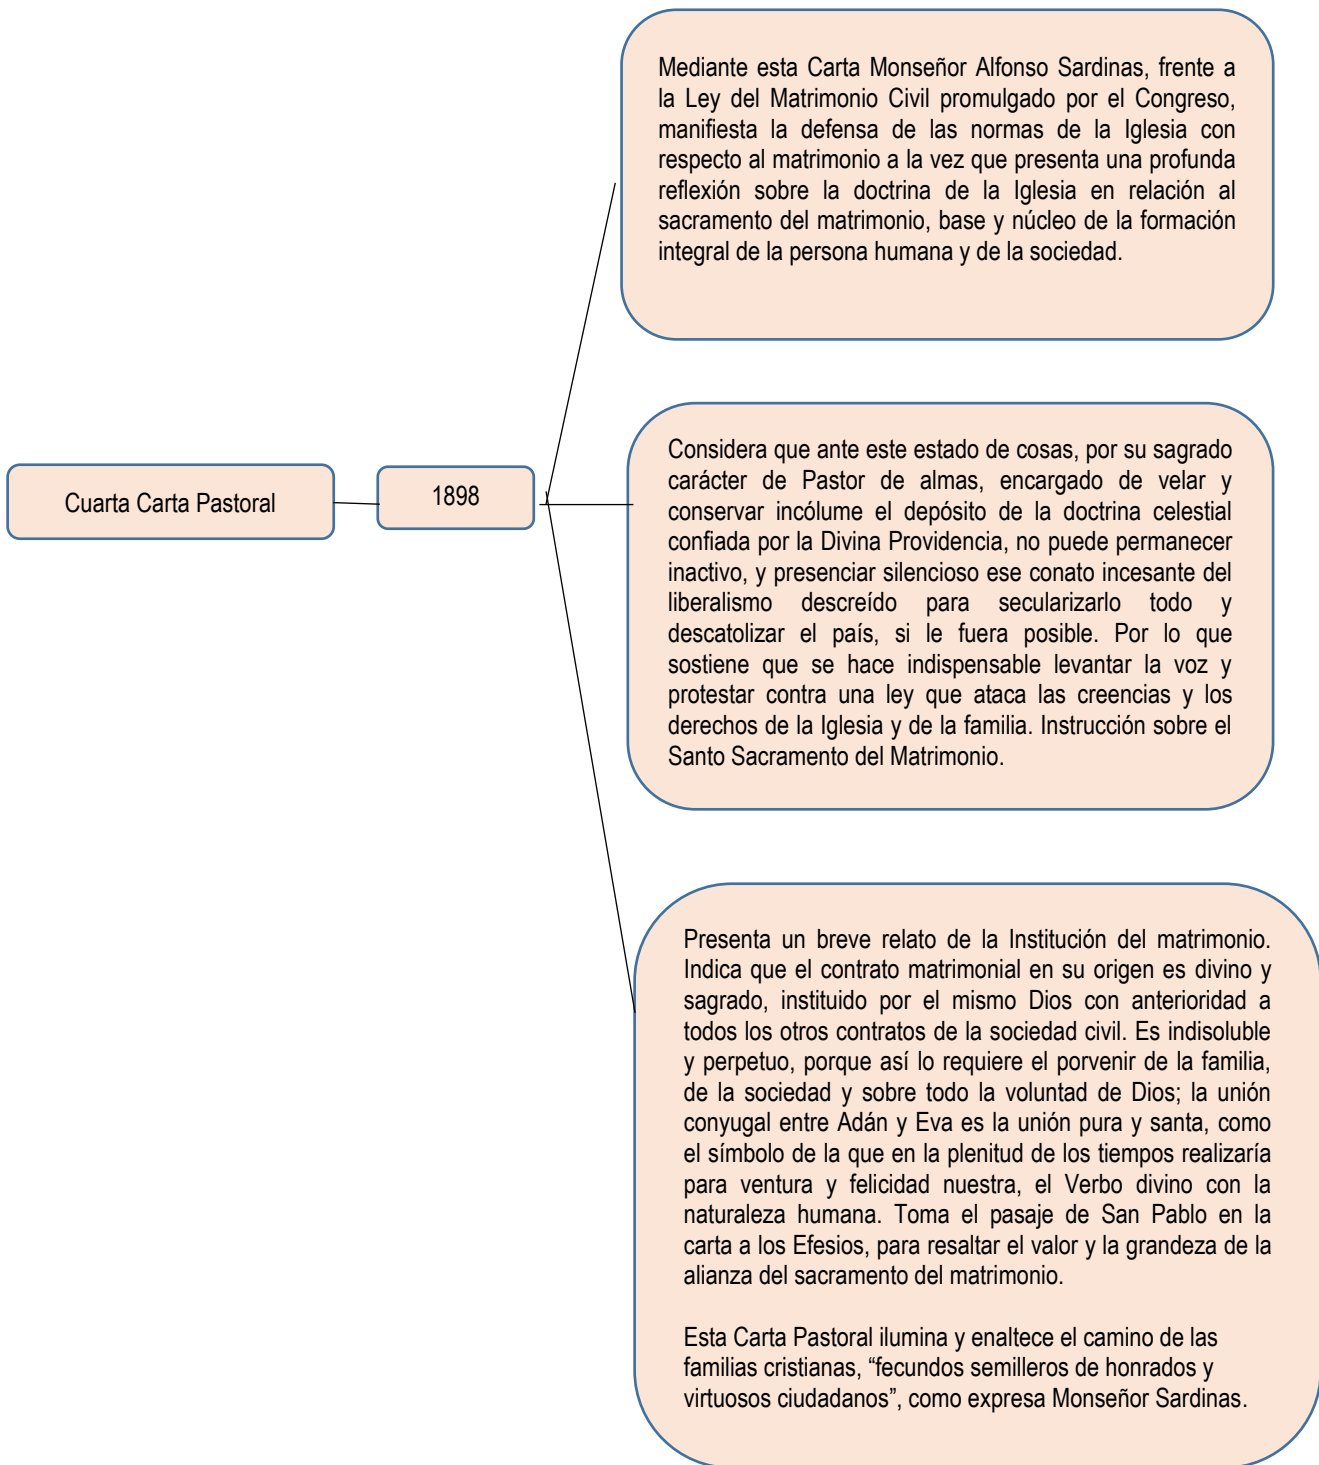 Cuarta Carta Pastoral
1898
Mediante esta Carta Monseñor Alfonso Sardinas, frente a
la Ley del Matrimonio Civil promulgado por el Congreso,
manifiesta la defensa de las normas de la Iglesia con
respecto al matrimonio a la vez que presenta una profunda
reflexión sobre la doctrina de la Iglesia en relación al
sacramento del matrimonio, base y núcleo de la formación
integral de la persona humana y de la sociedad.
Considera que ante este estado de cosas, por su sagrado
carácter de Pastor de almas, encargado de velar y
conservar incólume el depósito de la doctrina celestial
confiada por la Divina Providencia, no puede permanecer
inactivo, y presenciar silencioso ese conato incesante del
liberalismo descreído para secularizarlo todo y
descatolizar el país, si le fuera posible. Por lo que
sostiene que se hace indispensable levantar la voz y
protestar contra una ley que ataca las creencias y los
derechos de la Iglesia y de la familia. Instrucción sobre el
Santo Sacramento del Matrimonio.
Presenta un breve relato de la Institución del matrimonio.
Indica que el contrato matrimonial en su origen es divino y
sagrado, instituido por el mismo Dios con anterioridad a
todos los otros contratos de la sociedad civil. Es indisoluble
y perpetuo, porque así lo requiere el porvenir de la familia,
de la sociedad y sobre todo la voluntad de Dios; la unión
conyugal entre Adán y Eva es la unión pura y santa, como
el símbolo de la que en la plenitud de los tiempos realizaría
para ventura y felicidad nuestra, el Verbo divino con la
naturaleza humana. Toma el pasaje de San Pablo en la
carta a los Efesios, para resaltar el valor y la grandeza de la
alianza del sacramento del matrimonio.
Esta Carta Pastoral ilumina y enaltece el camino de las
familias cristianas, “fecundos semilleros de honrados y
virtuosos ciudadanos”, como expresa Monseñor Sardinas.